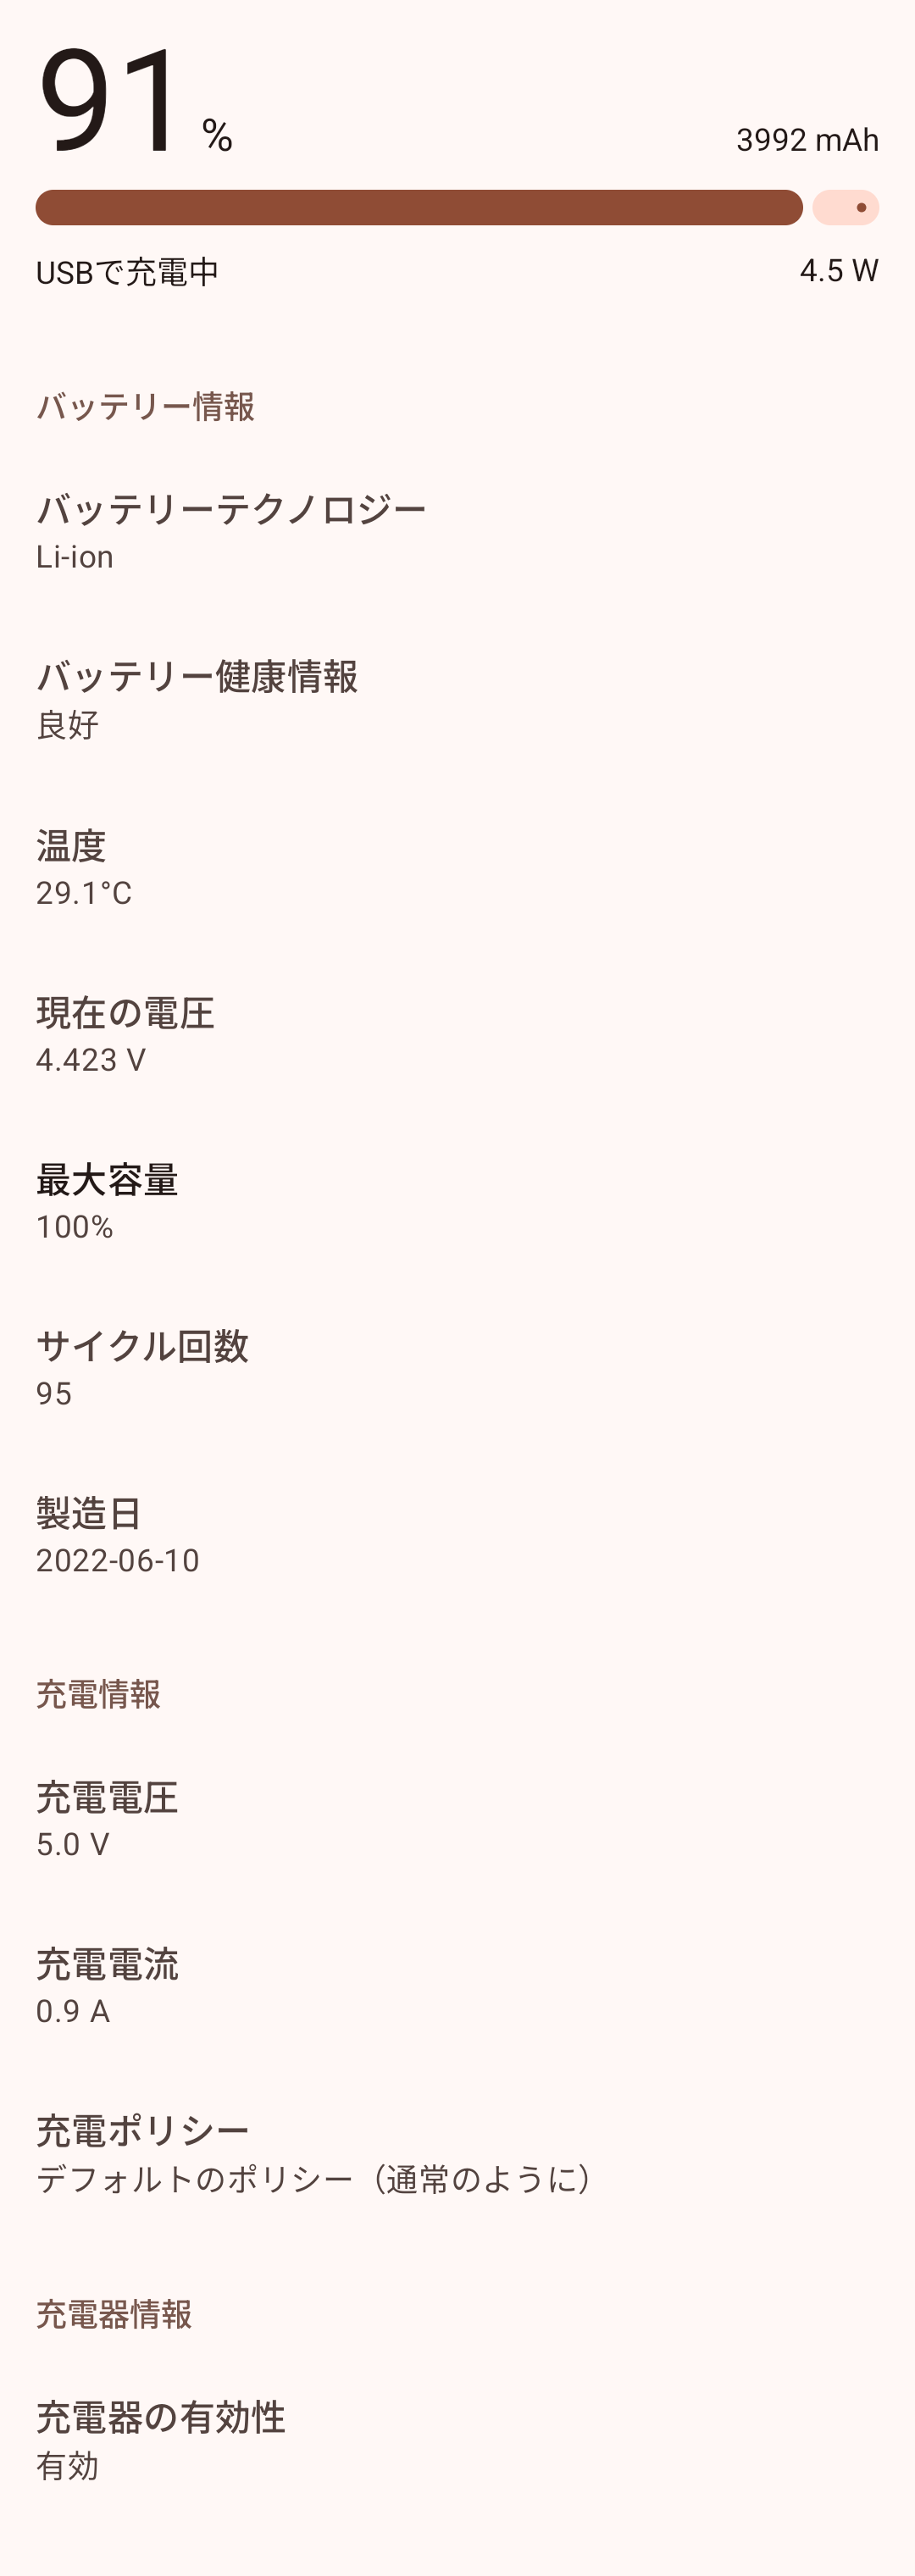 91 %
3992 mAh
USBで充電中
4.5 W
バッテリー情報
バッテリーテクノロジー
Li-ion
バッテリー健康情報
良好
温度
29.1°C
現在の電圧
4.423 V
最大容量
100%
サイクル回数
95
製造日
2022-06-10
充電情報
充電電圧
5.0 V
充電電流
0.9 A
充電ポリシー
デフォルトのポリシー（通常のように）
充電器情報
充電器の有効性
有効